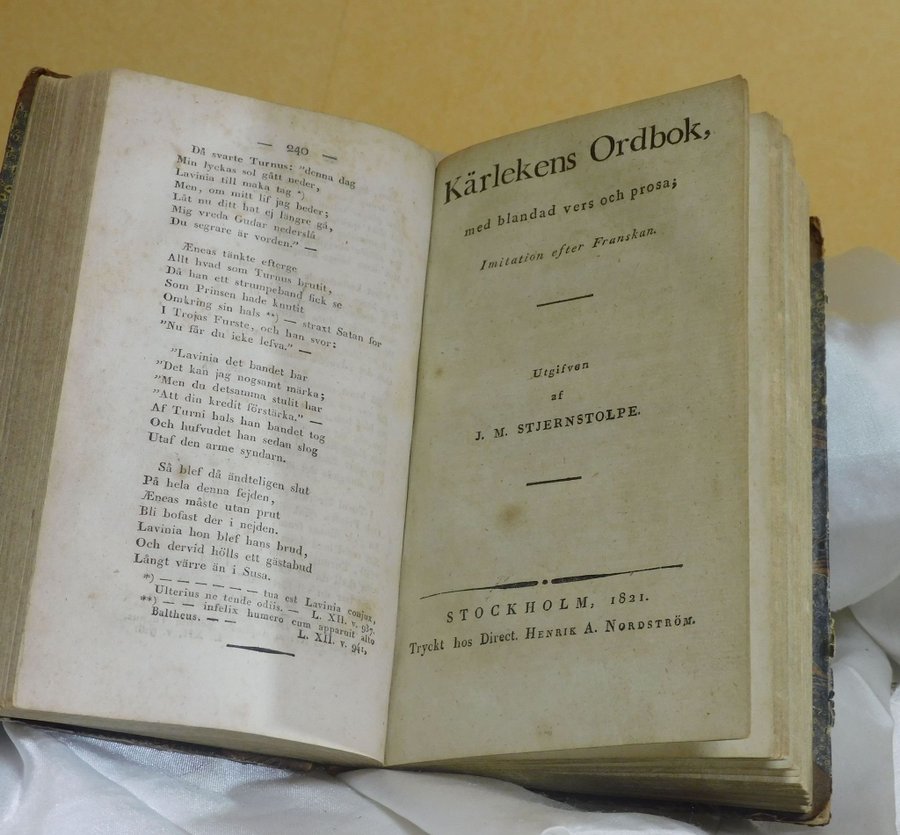 — 240 —
Då svarte Turnus: "denna dag
Min lyckas sol gått neder,
Lavinia till maka tag *)
Men, om mitt lif jag beder;
Låt nu ditt hat ej längre gå,
Mig vreda Gudar nederslå
Du segrare är vorden." —
Æneas tänkte efterge
Allt hvad som Turnus brutit,
Då han ett strumpeband fick se
Som Prinsen hade knutit
Omkring sin hals **) — straxt Satan for
I Trojas Furste, och han svor:
"Nu får du icke lefva." —
"Lavinia det bandet bar
"Det kan jag nogsamt märka;
"Men du detsamma stulit har
"Att din kredit förstärka." —
Af Turni hals han bandet tog
Och hufvudet han sedan slog
Utaf den arme syndarn.
Så blef då ändteligen slut
På hela denna fejden,
Æneas måste utan prut
Bli bofast der i nejden.
Lavinia hon blef hans brud,
Och dervid hölls ett gästabud
Långt värre än i Susa.
*) — — — — — — tua est Lavinia conjux,
Ulterius ne tende odiis. — L. XII. v. 937.
**) — — infelix humero cum apparuit alto
Baltheus. — — L. XII. v. 941,
Kärlekens Ordbok,
med blandad vers och prosa;
Imitation efter Franskan.
Utgifven
af
J. M. STJERNSTOLPE.
STOCKHOLM, 1821.
Tryckt hos Direct. HENRIK A. NORDSTRÖM.